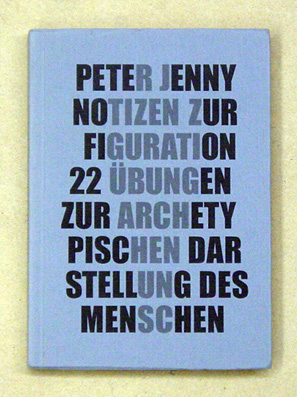 PETER JENNY
NOTIZEN ZUR
FIGURATION
22 ÜBUNGEN
ZUR ARCHETY
PISCHEN DAR
STELLUNG DES
MENSCHEN